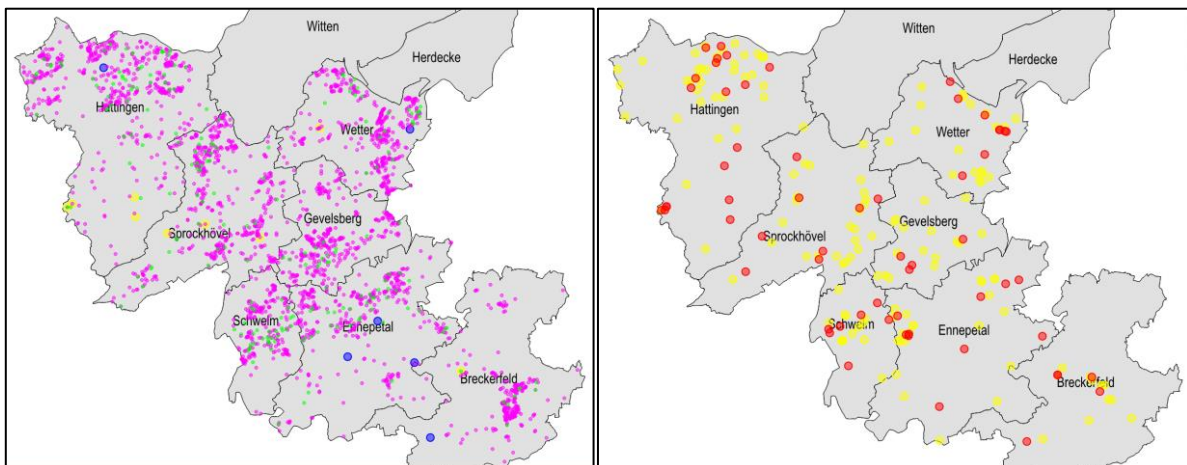 Witten
Herdecke
Hattingen
Wetter
Gevelsberg
Sprockhövel
Schwelm
Ennepetal
Breckerfeld
Witten
Herdecke
Hattingen
Wetter
Gevelsberg
Sprockhövel
Schwelm
Ennepetal
Breckerfeld